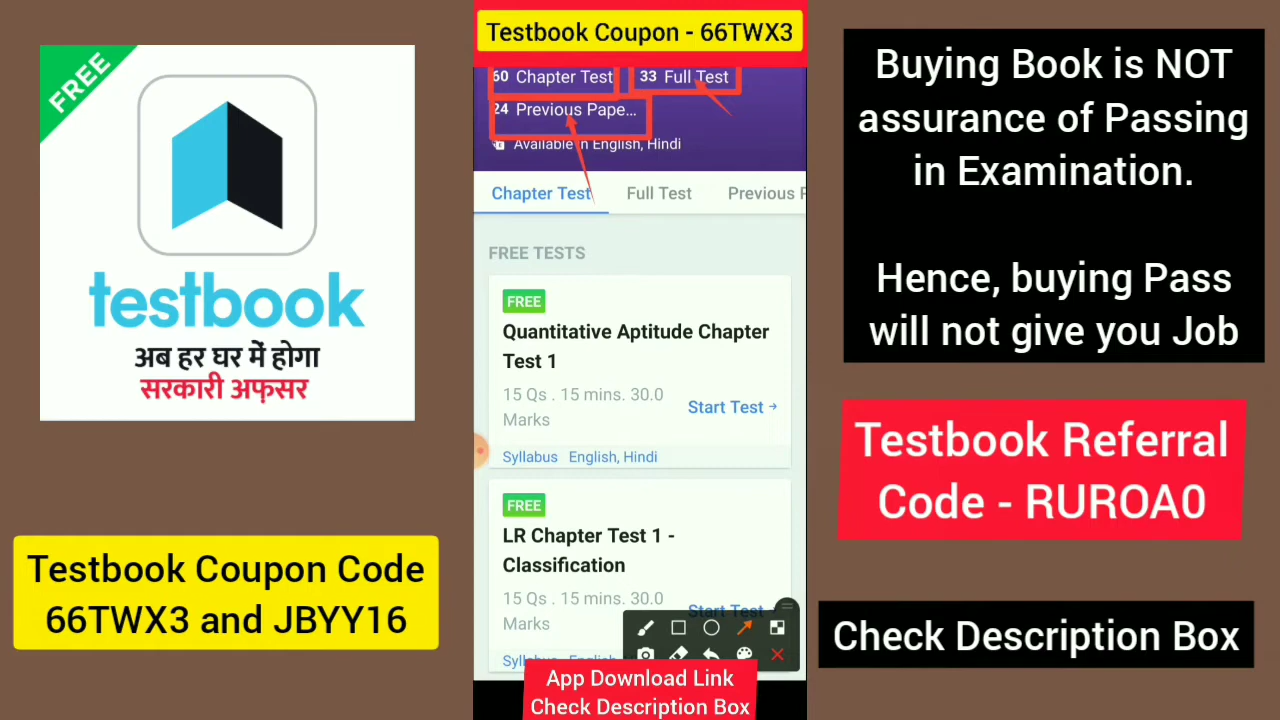 FREE
testbook
अब हर घर में होगा
सरकारी अफ़सर
Testbook Coupon Code
66TWX3 and JBYY16
Testbook Coupon - 66TWX3
60 Chapter Test
33 Full Test
24 Previous Pape...
Available in English, Hindi
Chapter Test
Full Test
Previous P
FREE TESTS
FREE
Quantitative Aptitude Chapter
Test 1
15 Qs . 15 mins. 30.0
Marks
Start Test →
Syllabus English, Hindi
FREE
LR Chapter Test 1 -
Classification
15 Qs . 15 mins. 30.0
Marks
Start Test
App Download Link
Check Description Box
Buying Book is NOT
assurance of Passing
in Examination.
Hence, buying Pass
will not give you Job
Testbook Referral
Code - RUROA0
Check Description Box